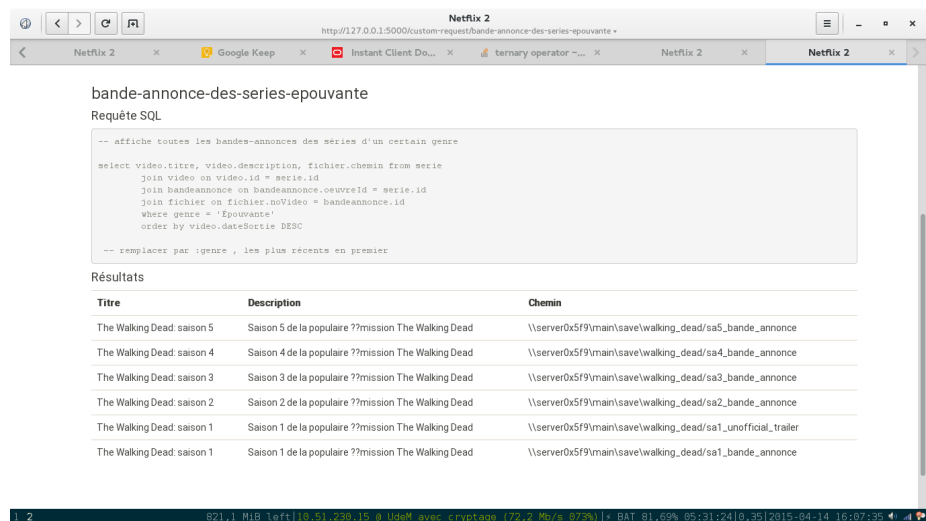 Netflix 2
http://127.0.0.1:5000/custom-request/bande-annonce-des-series-epouvante
Netflix 2 × Google Keep × Instant Client Do... × ternary operator –... × Netflix 2 × Netflix 2 ×
bande-annonce-des-series-epouvante
Requête SQL
-- affiche toutes les bandes-annonces des séries d'un certain genre
select video.titre, video.description, fichier.chemin from serie
join video on video.id = serie.id
join bandeannonce on bandeannonce.oeuvreId = serie.id
join fichier on fichier.noVideo = bandeannonce.id
where genre = 'Épouvante'
order by video.dateSortie DESC
-- remplacer par :genre , les plus récents en premier
Résultats
Titre Description Chemin
The Walking Dead: saison 5 Saison 5 de la populaire ??mission The Walking Dead \\server0x5f9\main\save\walking_dead/sa5_bande_annonce
The Walking Dead: saison 4 Saison 4 de la populaire ??mission The Walking Dead \\server0x5f9\main\save\walking_dead/sa4_bande_annonce
The Walking Dead: saison 3 Saison 3 de la populaire ??mission The Walking Dead \\server0x5f9\main\save\walking_dead/sa3_bande_annonce
The Walking Dead: saison 2 Saison 2 de la populaire ??mission The Walking Dead \\server0x5f9\main\save\walking_dead/sa2_bande_annonce
The Walking Dead: saison 1 Saison 1 de la populaire ??mission The Walking Dead \\server0x5f9\main\save\walking_dead/sa1_unofficial_trailer
The Walking Dead: saison 1 Saison 1 de la populaire ??mission The Walking Dead \\server0x5f9\main\save\walking_dead/sa1_bande_annonce
1 2 821,1 MiB left|10.51.230.15 @ UdeM avec cryptage (72,2 Mb/s 073%)|⚡ BAT 81,69% 05:31:24|0,35|2015-04-14 16:07:35